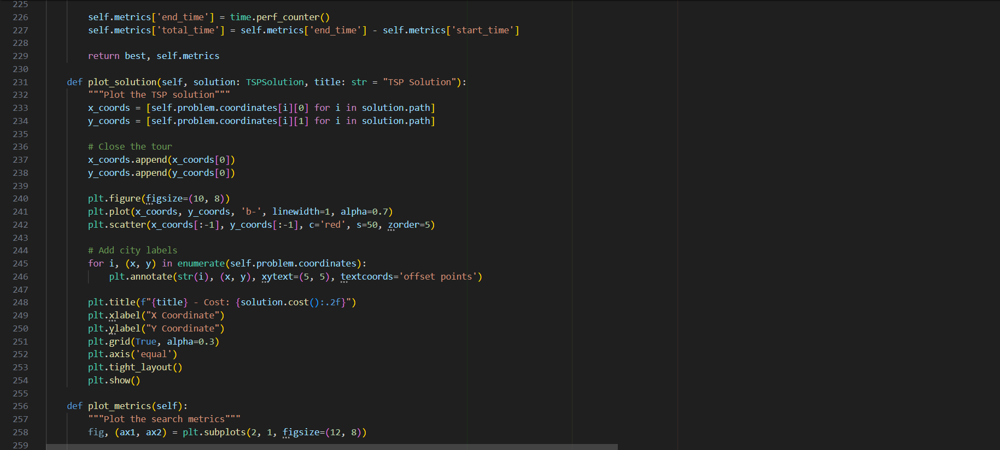 225
226 self.metrics['end_time'] = time.perf_counter()
227 self.metrics['total_time'] = self.metrics['end_time'] - self.metrics['start_time']
228
229 return best, self.metrics
230
231 def plot_solution(self, solution: TSPSolution, title: str = "TSP Solution"):
232 """Plot the TSP solution"""
233 x_coords = [self.problem.coordinates[i][0] for i in solution.path]
234 y_coords = [self.problem.coordinates[i][1] for i in solution.path]
235
236 # Close the tour
237 x_coords.append(x_coords[0])
238 y_coords.append(y_coords[0])
239
240 plt.figure(figsize=(10, 8))
241 plt.plot(x_coords, y_coords, 'b-', linewidth=1, alpha=0.7)
242 plt.scatter(x_coords[:-1], y_coords[:-1], c='red', s=50, zorder=5)
243
244 # Add city labels
245 for i, (x, y) in enumerate(self.problem.coordinates):
246 plt.annotate(str(i), (x, y), xytext=(5, 5), textcoords='offset points')
247
248 plt.title(f"{title} - Cost: {solution.cost():.2f}")
249 plt.xlabel("X Coordinate")
250 plt.ylabel("Y Coordinate")
251 plt.grid(True, alpha=0.3)
252 plt.axis('equal')
253 plt.tight_layout()
254 plt.show()
255
256 def plot_metrics(self):
257 """Plot the search metrics"""
258 fig, (ax1, ax2) = plt.subplots(2, 1, figsize=(12, 8))
259